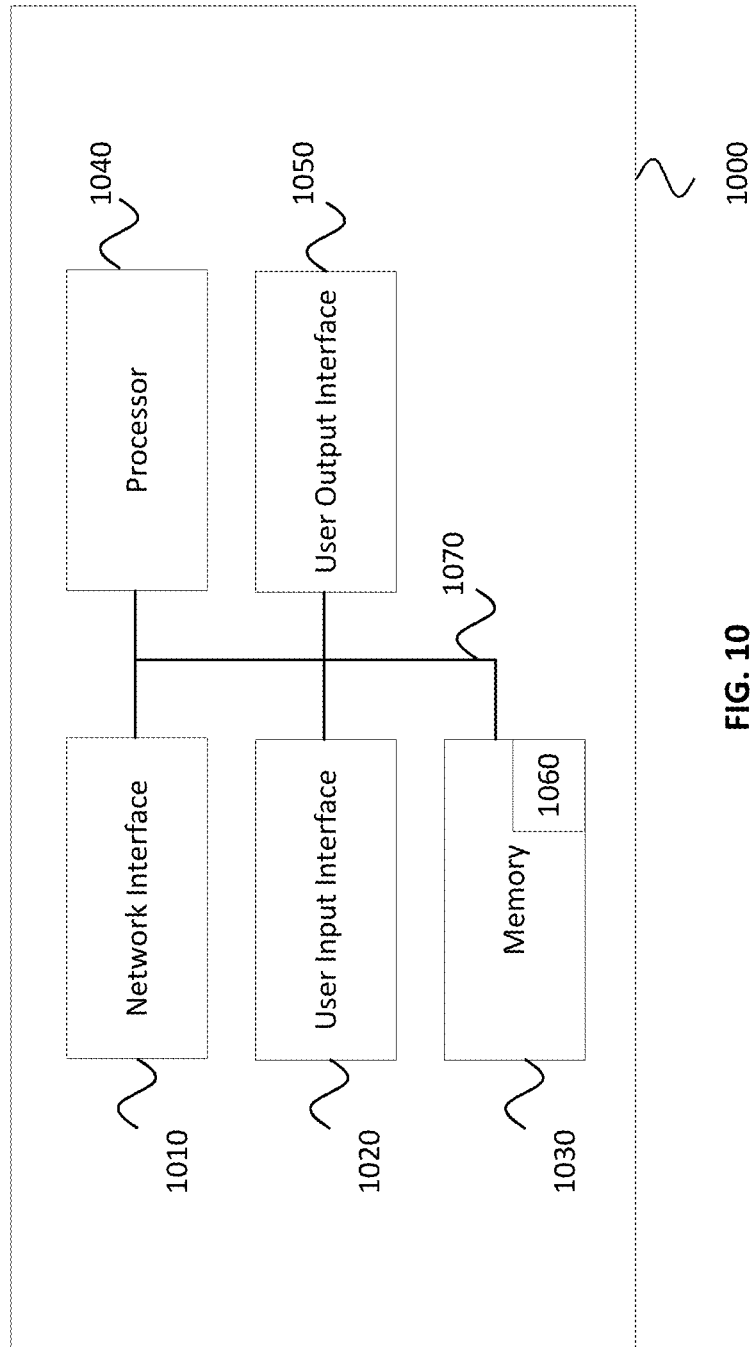 1040
Processor
1050
User Output Interface
1070
Network Interface
1010
User Input Interface
1020
Memory
1060
1030
1000
FIG. 10